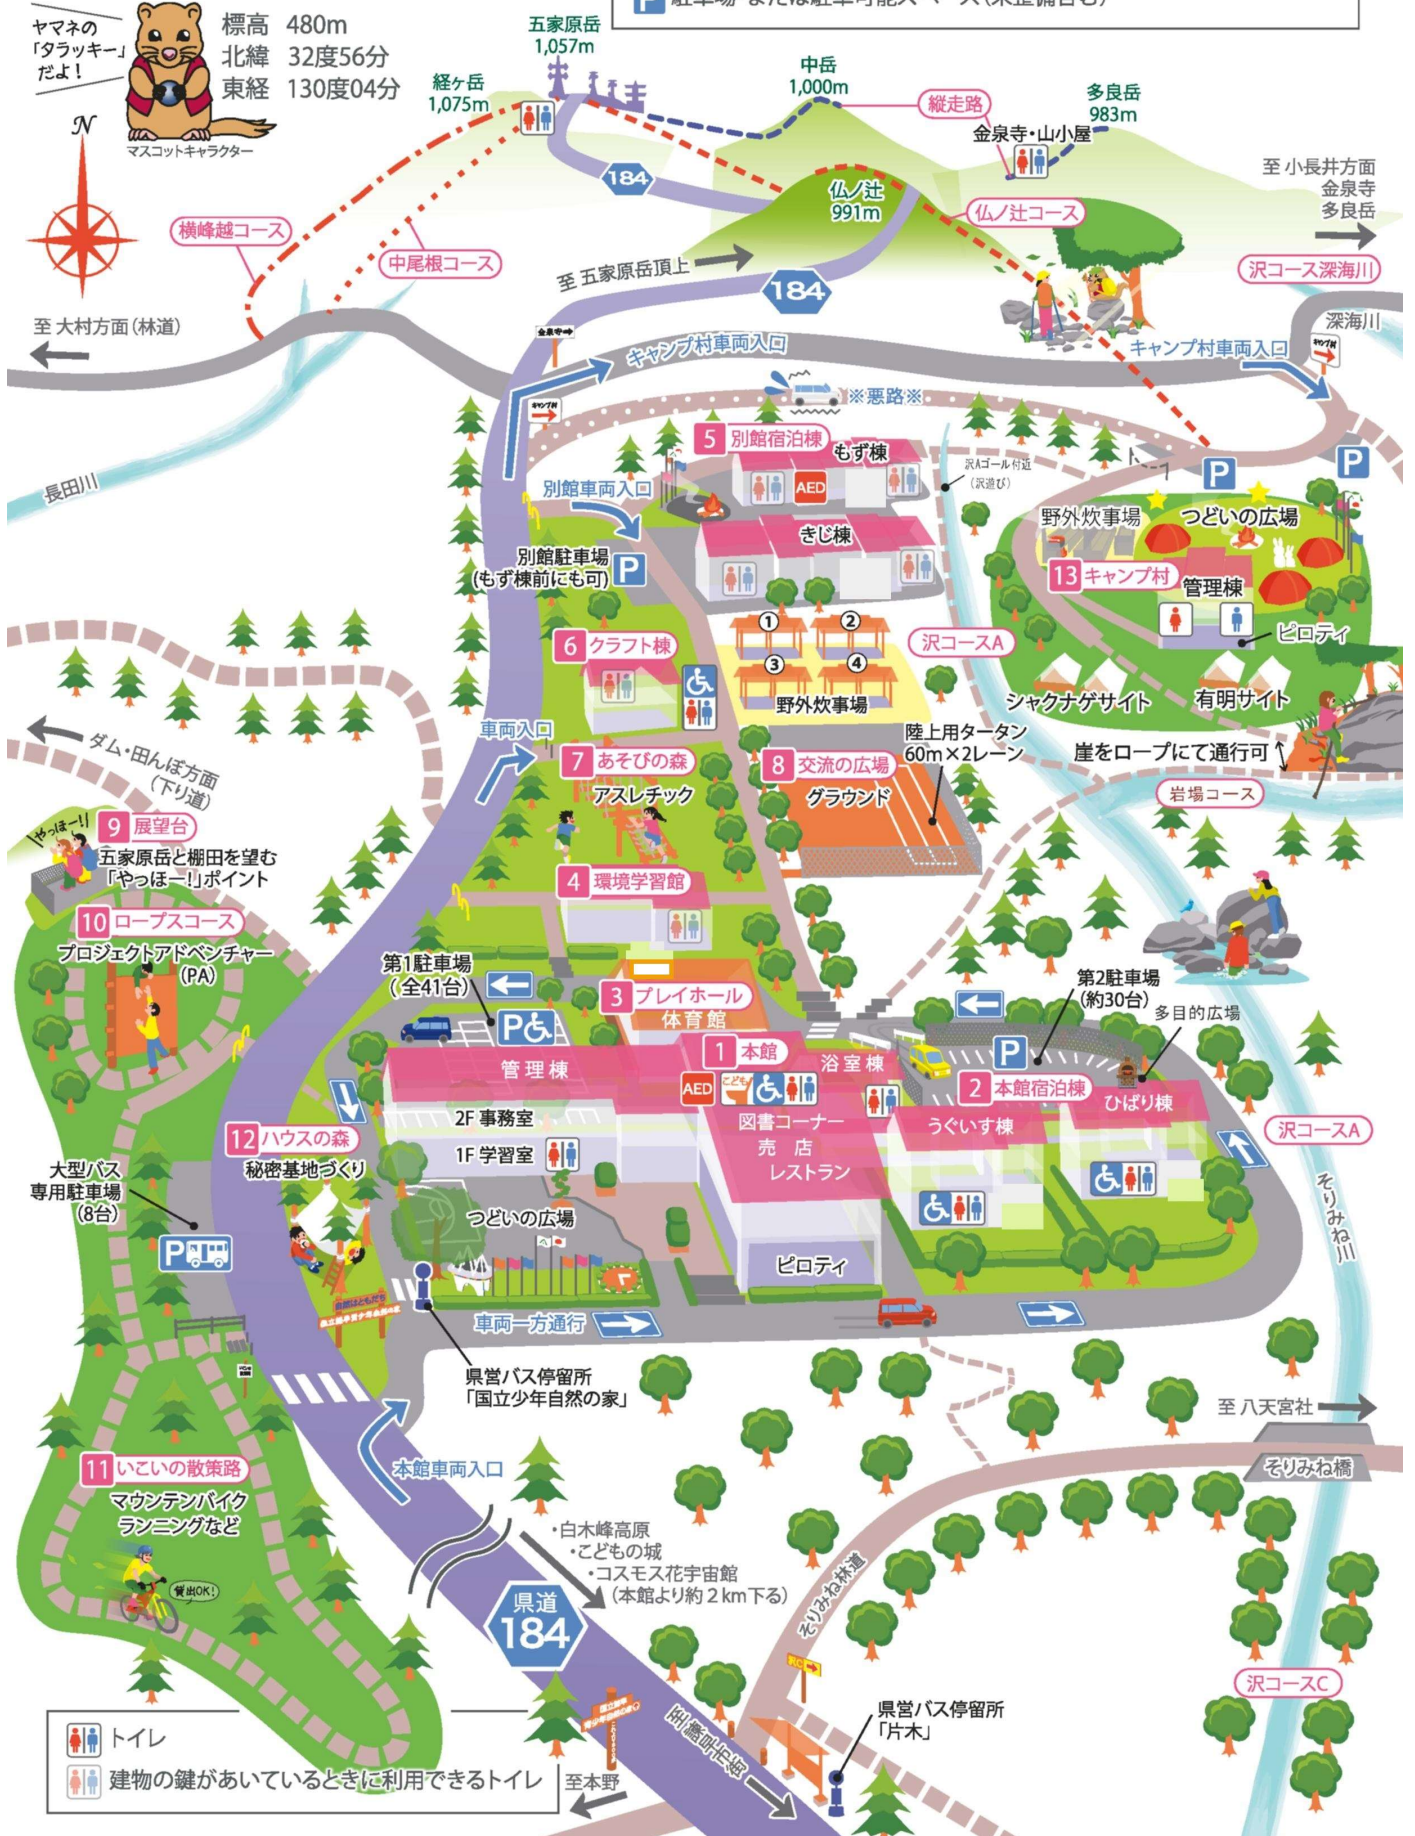 ヤマネの
「タラッキー」
だよ!
標高 480m
北緯 32度56分
東経 130度04分
マスコットキャラクター
N
五家原岳
1,057m
経ヶ岳
1,075m
中岳
1,000m
多良岳
983m
縦走路
金泉寺・山小屋
184
仏ノ辻
991m
仏ノ辻コース
至 小長井方面
金泉寺
多良岳
横峰越コース
中尾根コース
沢コース深海川
至 五家原岳頂上
184
至 大村方面(林道)
深海川
金泉寺
キャンプ村車両入口
キャンプ村車両入口
キャンプ村
キャンプ村
※悪路※
長田川
5 別館宿泊棟
もず棟
AED
沢Aゴール付近
(沢遊び)
別館車両入口
きじ棟
別館駐車場
(もず棟前にも可)
P
P
P
野外炊事場
つどいの広場
13 キャンプ村
管理棟
ピロティ
シャクナゲサイト
有明サイト
①
②
③
④
野外炊事場
沢コースA
6 クラフト棟
車両入口
陸上用タータン
60m×2レーン
崖をロープにて通行可
岩場コース
7 あそびの森
アスレチック
8 交流の広場
グラウンド
ダム・田んぼ方面
(下り道)
やっほー!!
9 展望台
五家原岳と棚田を望む
「やっほー!」ポイント
4 環境学習館
10 ロープスコース
プロジェクトアドベンチャー
(PA)
第1駐車場
(全41台)
P
3 プレイホール
体育館
第2駐車場
(約30台)
多目的広場
P
管理棟
1 本館
浴室棟
AED
こども
2 本館宿泊棟
ひばり棟
うぐいす棟
2F 事務室
1F 学習室
図書コーナー
売店
レストラン
ピロティ
沢コースA
そりみね川
12 ハウスの森
秘密基地づくり
大型バス
専用駐車場
(8台)
P
つどいの広場
車両一方通行
県営バス停留所
「国立少年自然の家」
至 八天宮社
そりみね橋
本館車両入口
11 いこいの散策路
マウンテンバイク
ランニングなど
貸出OK!
・白木峰高原
・こどもの城
・コスモス花宇宙館
(本館より約2km下る)
県道
184
そりみね林道
沢コースC
至諫早市街
県営バス停留所
「片木」
至本野
トイレ
建物の鍵があいているときに利用できるトイレ